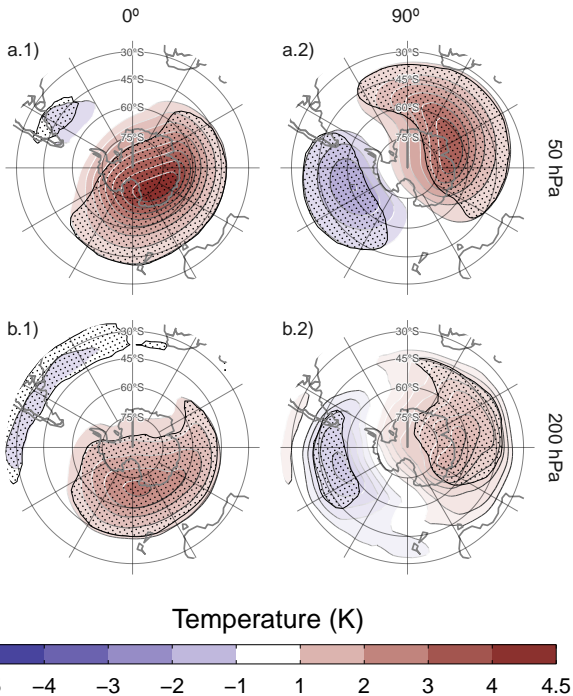 0º 90º
a.1) a.2)
30°S 30°S
45°S 45°S
60°S 60°S
75°S 75°S
50 hPa
b.1) b.2)
30°S 30°S
45°S 45°S
60°S 60°S
75°S 75°S
200 hPa
Temperature (K)
−4 −3 −2 −1 1 2 3 4 4.5